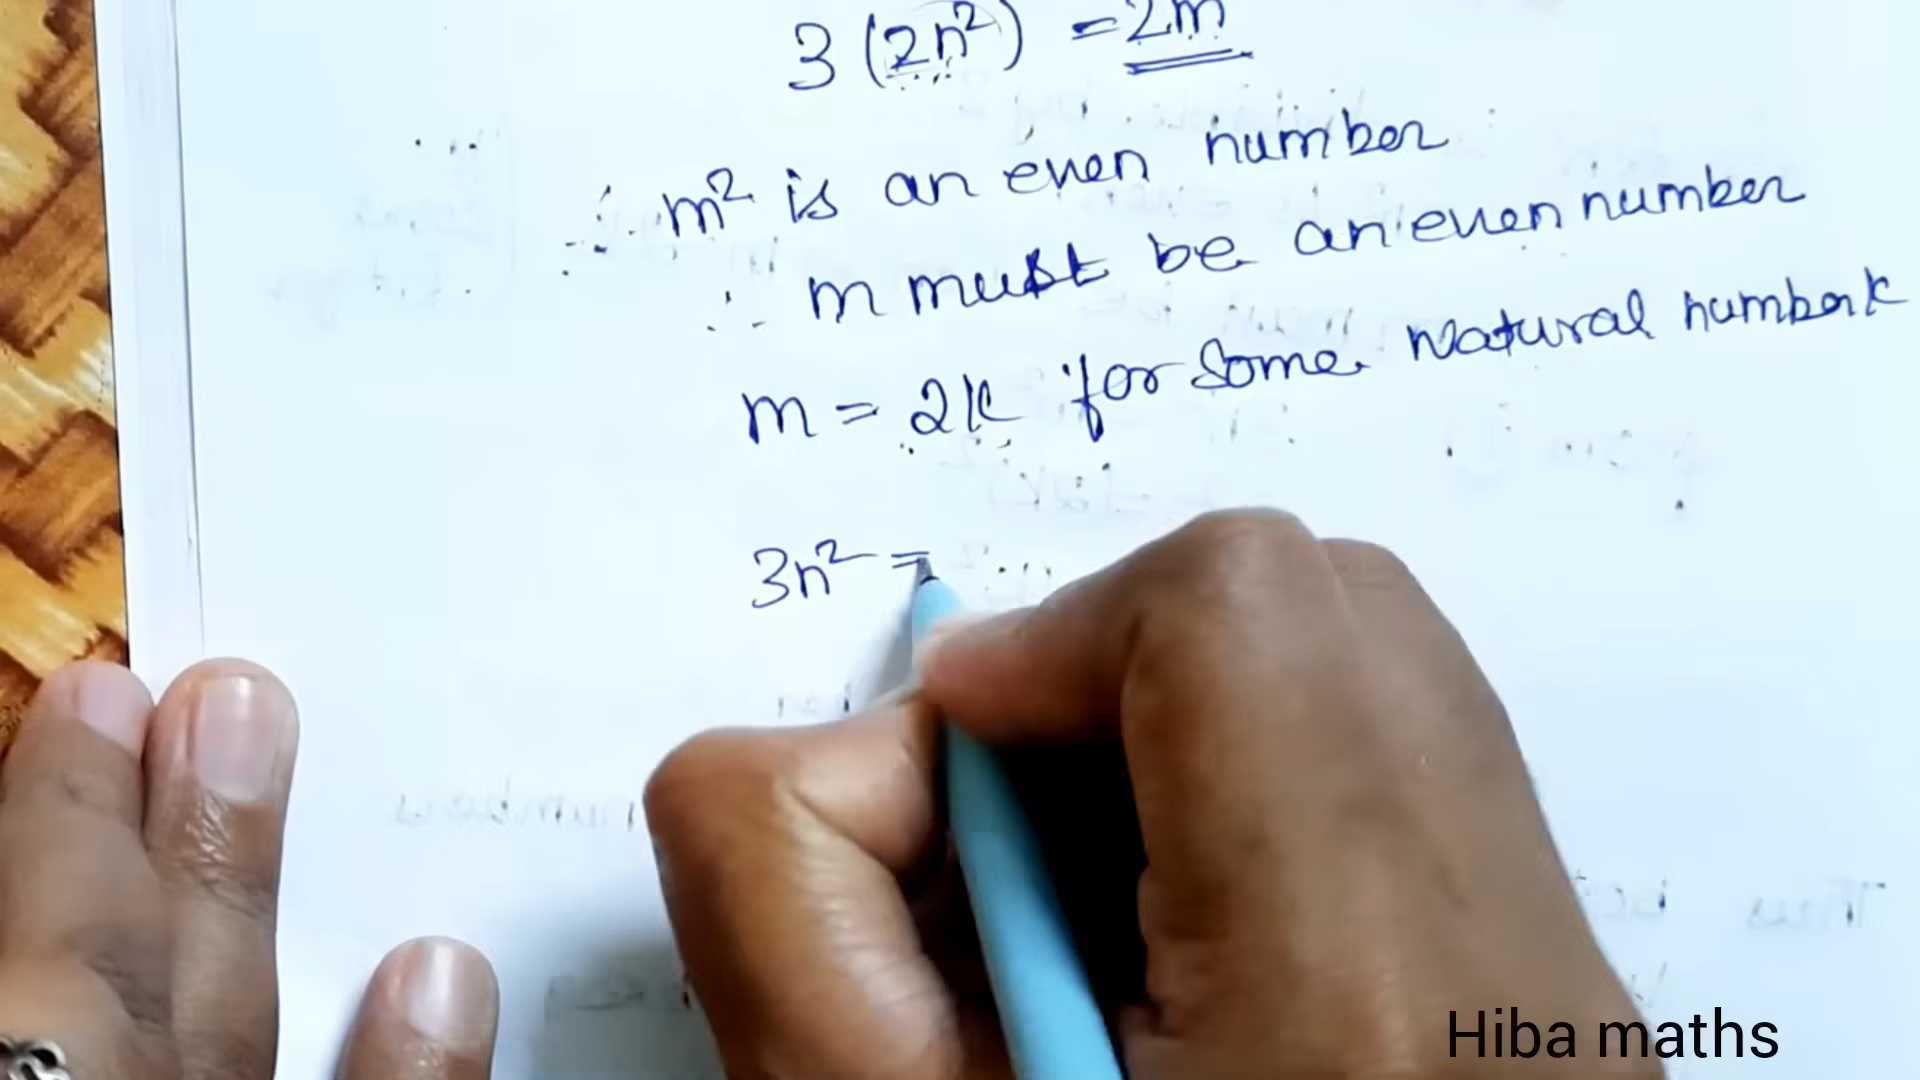 3 (2n²) = 2m
∴ m² is an even number
∴ m must be an even number
m = 2k for some natural number k
3n² =
Hiba maths